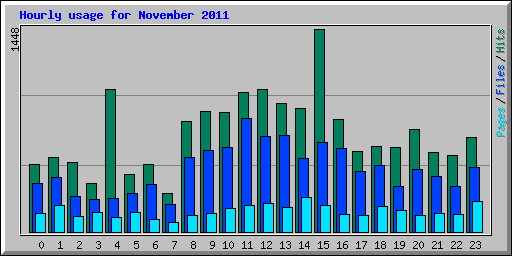 Hourly usage for November 2011
1448
Pages / Files / Hits
0 1 2 3 4 5 6 7 8 9 10 11 12 13 14 15 16 17 18 19 20 21 22 23